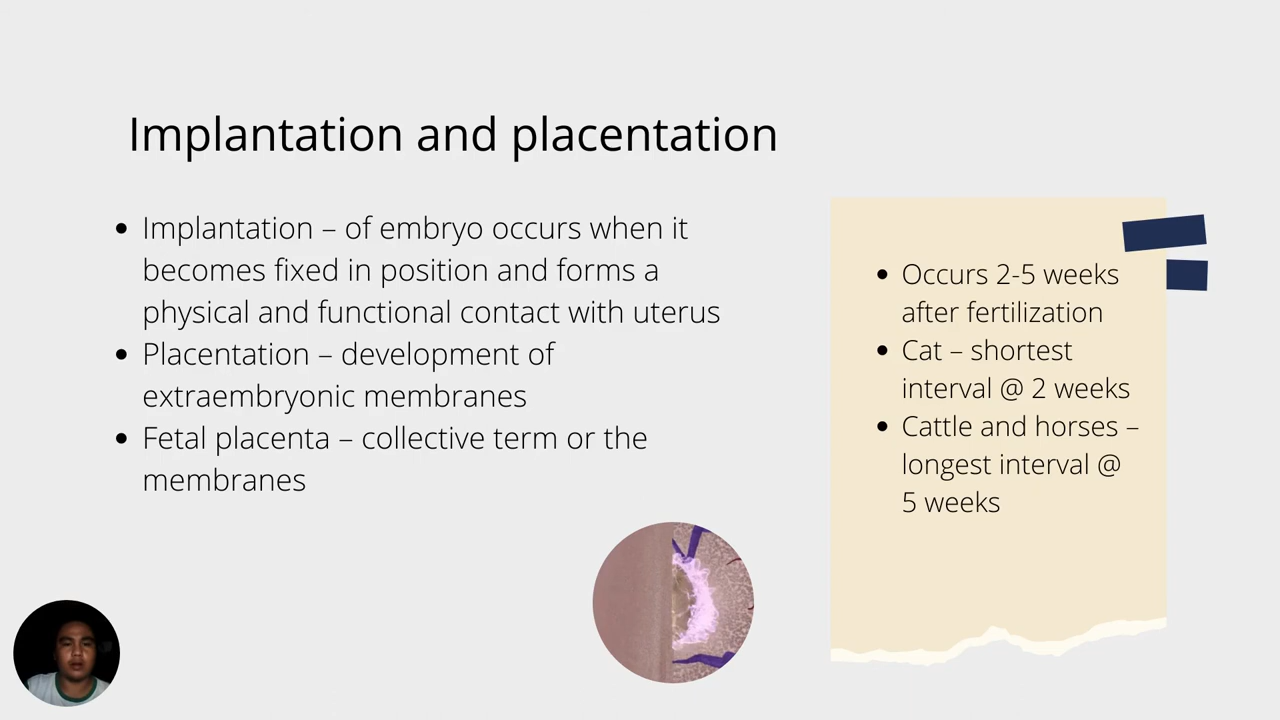 Implantation and placentation
• Implantation – of embryo occurs when it
becomes fixed in position and forms a
physical and functional contact with uterus
• Placentation – development of
extraembryonic membranes
• Fetal placenta – collective term or the
membranes
• Occurs 2-5 weeks
after fertilization
• Cat – shortest
interval @ 2 weeks
• Cattle and horses –
longest interval @
5 weeks